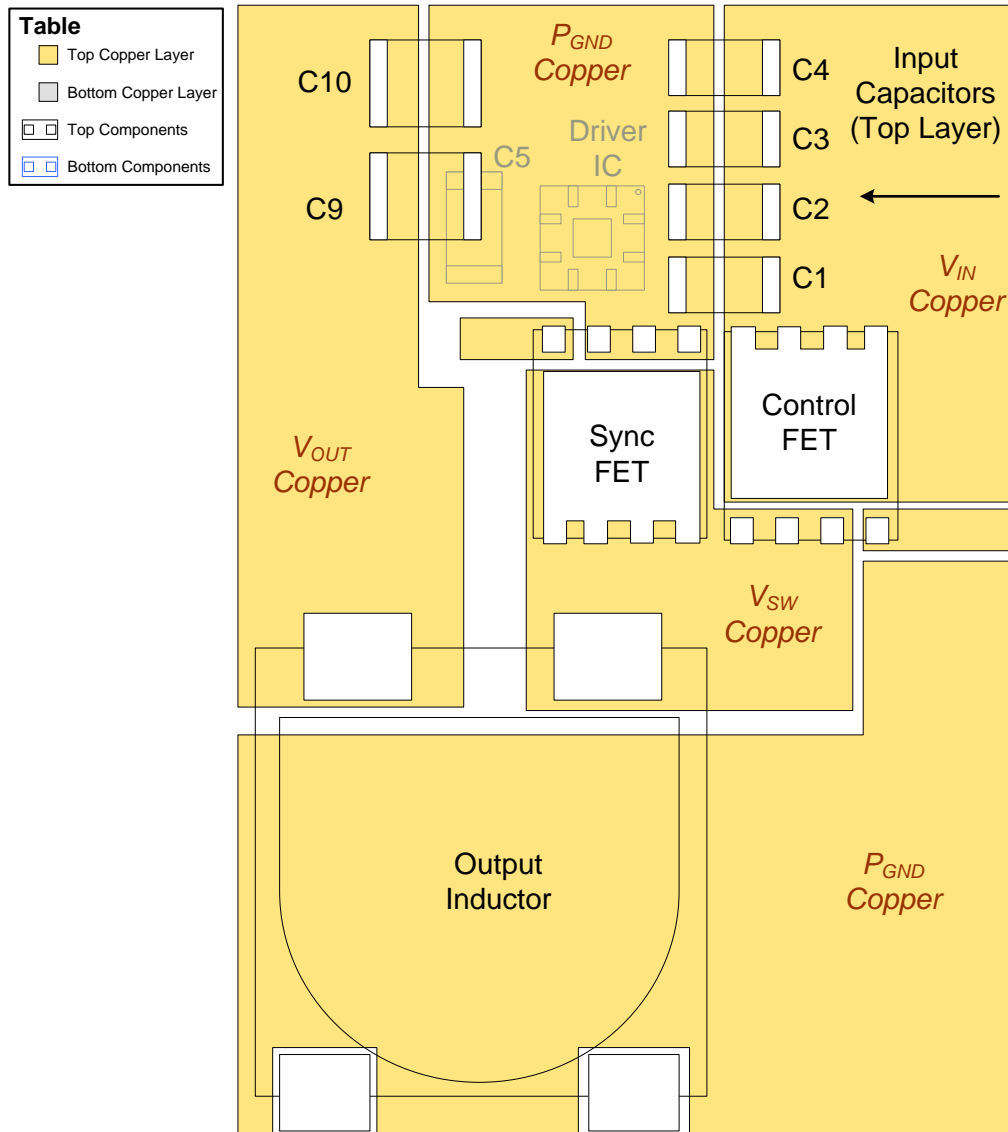 Table
Top Copper Layer
Bottom Copper Layer
Top Components
Bottom Components
C10
C9
C5
PGND
Copper
Driver
IC
C4
C3
C2
C1
Input
Capacitors
(Top Layer)
VIN
Copper
VOUT
Copper
Sync
FET
Control
FET
VSW
Copper
Output
Inductor
PGND
Copper